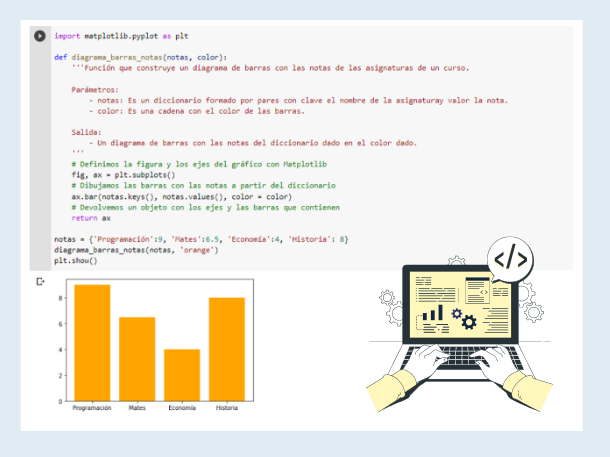 import matplotlib.pyplot as plt
def diagrama_barras_notas(notas, color):
'''Función que construye un diagrama de barras con las notas de las asignaturas de un curso.
Parámetros:
- notas: Es un diccionario formado por pares con clave el nombre de la asignaturay valor la nota.
- color: Es una cadena con el color de las barras.
Salida:
- Un diagrama de barras con las notas del diccionario dado en el color dado.
'''
# Definimos la figura y los ejes del gráfico con Matplotlib
fig, ax = plt.subplots()
# Dibujamos las barras con las notas a partir del diccionario
ax.bar(notas.keys(), notas.values(), color = color)
# Devolvemos un objeto con los ejes y las barras que contienen
return ax
notas = {'Programación':9, 'Mates':6.5, 'Economía':4, 'Historia': 8}
diagrama_barras_notas(notas, 'orange')
plt.show()
8
6
4
2
0
Programación Mates Economía Historia
</>